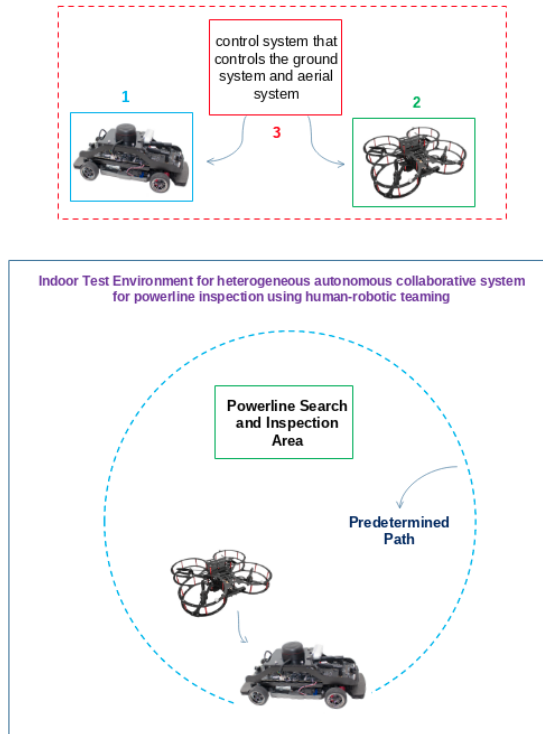 control system that
controls the ground
system and aerial
system
1
2
3
Indoor Test Environment for heterogeneous autonomous collaborative system
for powerline inspection using human-robotic teaming
Powerline Search
and Inspection
Area
Predetermined
Path